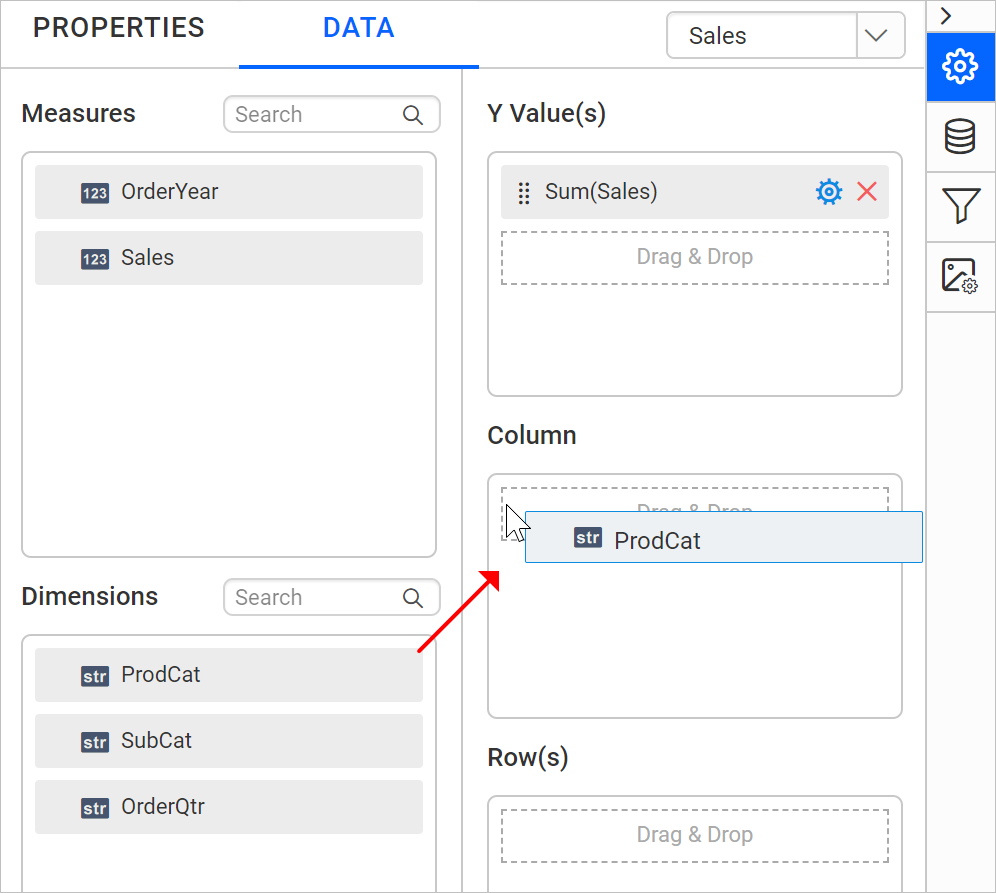 PROPERTIES
DATA
Sales
Measures
Search
123 OrderYear
123 Sales
Dimensions
Search
str ProdCat
str SubCat
str OrderQtr
Y Value(s)
Sum(Sales)
Drag & Drop
Column
Drag & Drop
str ProdCat
Row(s)
Drag & Drop